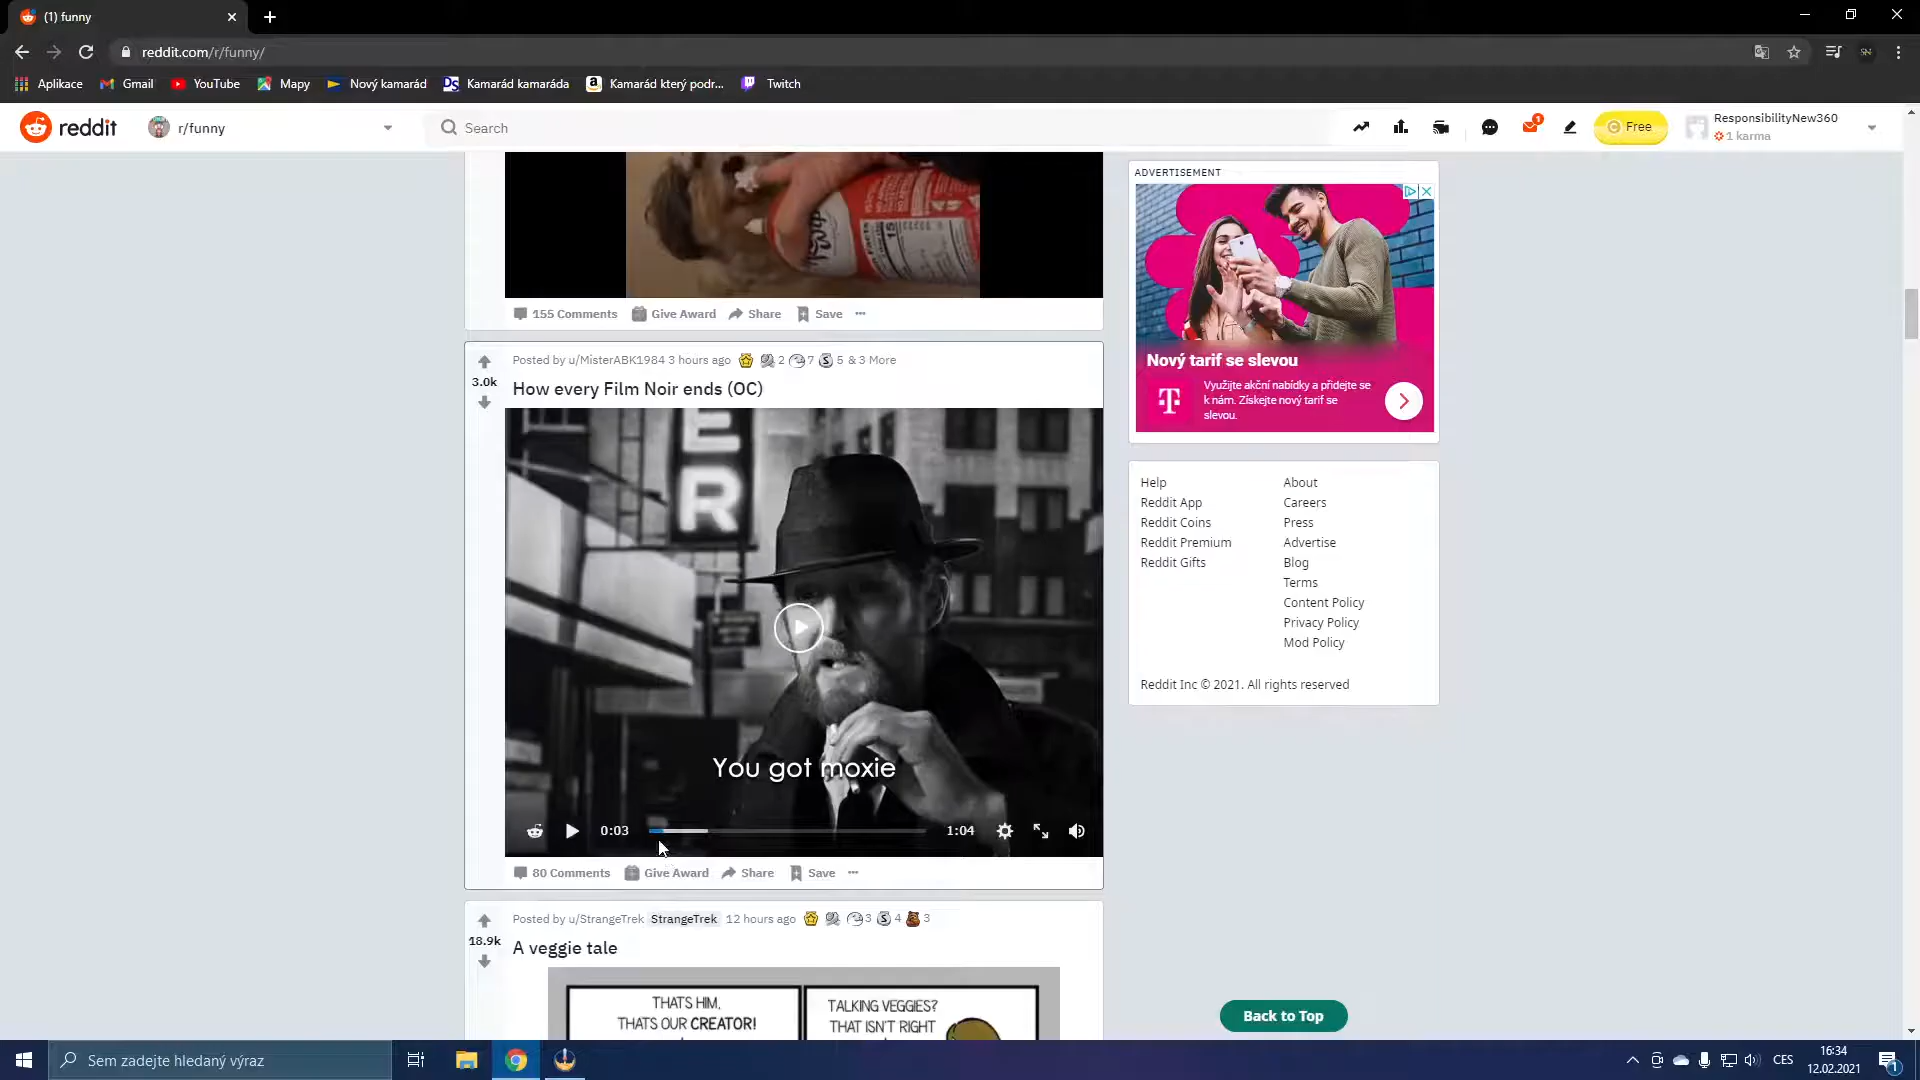 (1) funny
reddit.com/r/funny/
Aplikace
Gmail
YouTube
Mapy
Nový kamarád
Kamarád kamaráda
Kamarád který podr...
Twitch
reddit
r/funny
Search
1
Free
ResponsibilityNew360
1 karma
155 Comments
Give Award
Share
Save
Posted by u/MisterABK1984 3 hours ago 2 7 5 & 3 More
3.0k
How every Film Noir ends (OC)
ER
You got moxie
0:03
1:04
80 Comments
Give Award
Share
Save
Posted by u/StrangeTrek StrangeTrek 12 hours ago 3 4 3
18.9k
A veggie tale
THATS HIM,
THATS OUR CREATOR!
TALKING VEGGIES?
THAT ISN'T RIGHT
ADVERTISEMENT
Nový tarif se slevou
Využijte akční nabídky a přidejte se
k nám. Získejte nový tarif se
slevou.
Help
Reddit App
Reddit Coins
Reddit Premium
Reddit Gifts
About
Careers
Press
Advertise
Blog
Terms
Content Policy
Privacy Policy
Mod Policy
Reddit Inc © 2021. All rights reserved
Back to Top
Sem zadejte hledaný výraz
CES
16:34
12.02.2021
1